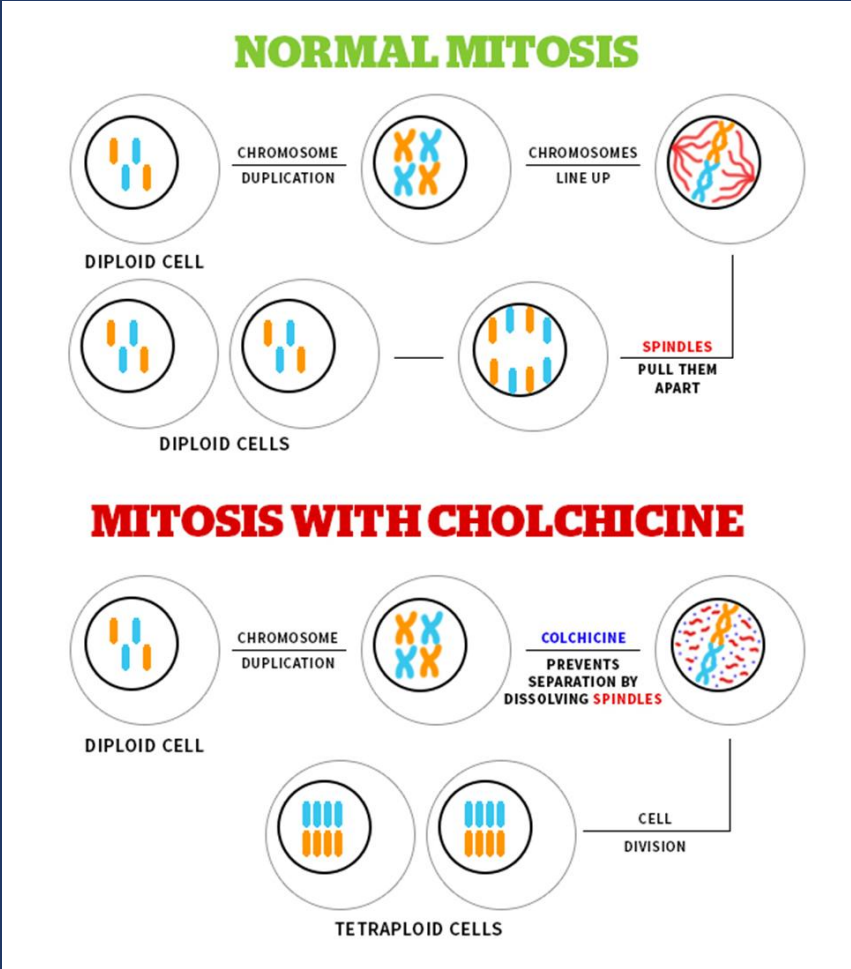 NORMAL MITOSIS
CHROMOSOME
DUPLICATION
CHROMOSOMES
LINE UP
DIPLOID CELL
SPINDLES
PULL THEM
APART
DIPLOID CELLS
MITOSIS WITH CHOLCHICINE
CHROMOSOME
DUPLICATION
COLCHICINE
PREVENTS
SEPARATION BY
DISSOLVING SPINDLES
DIPLOID CELL
CELL
DIVISION
TETRAPLOID CELLS